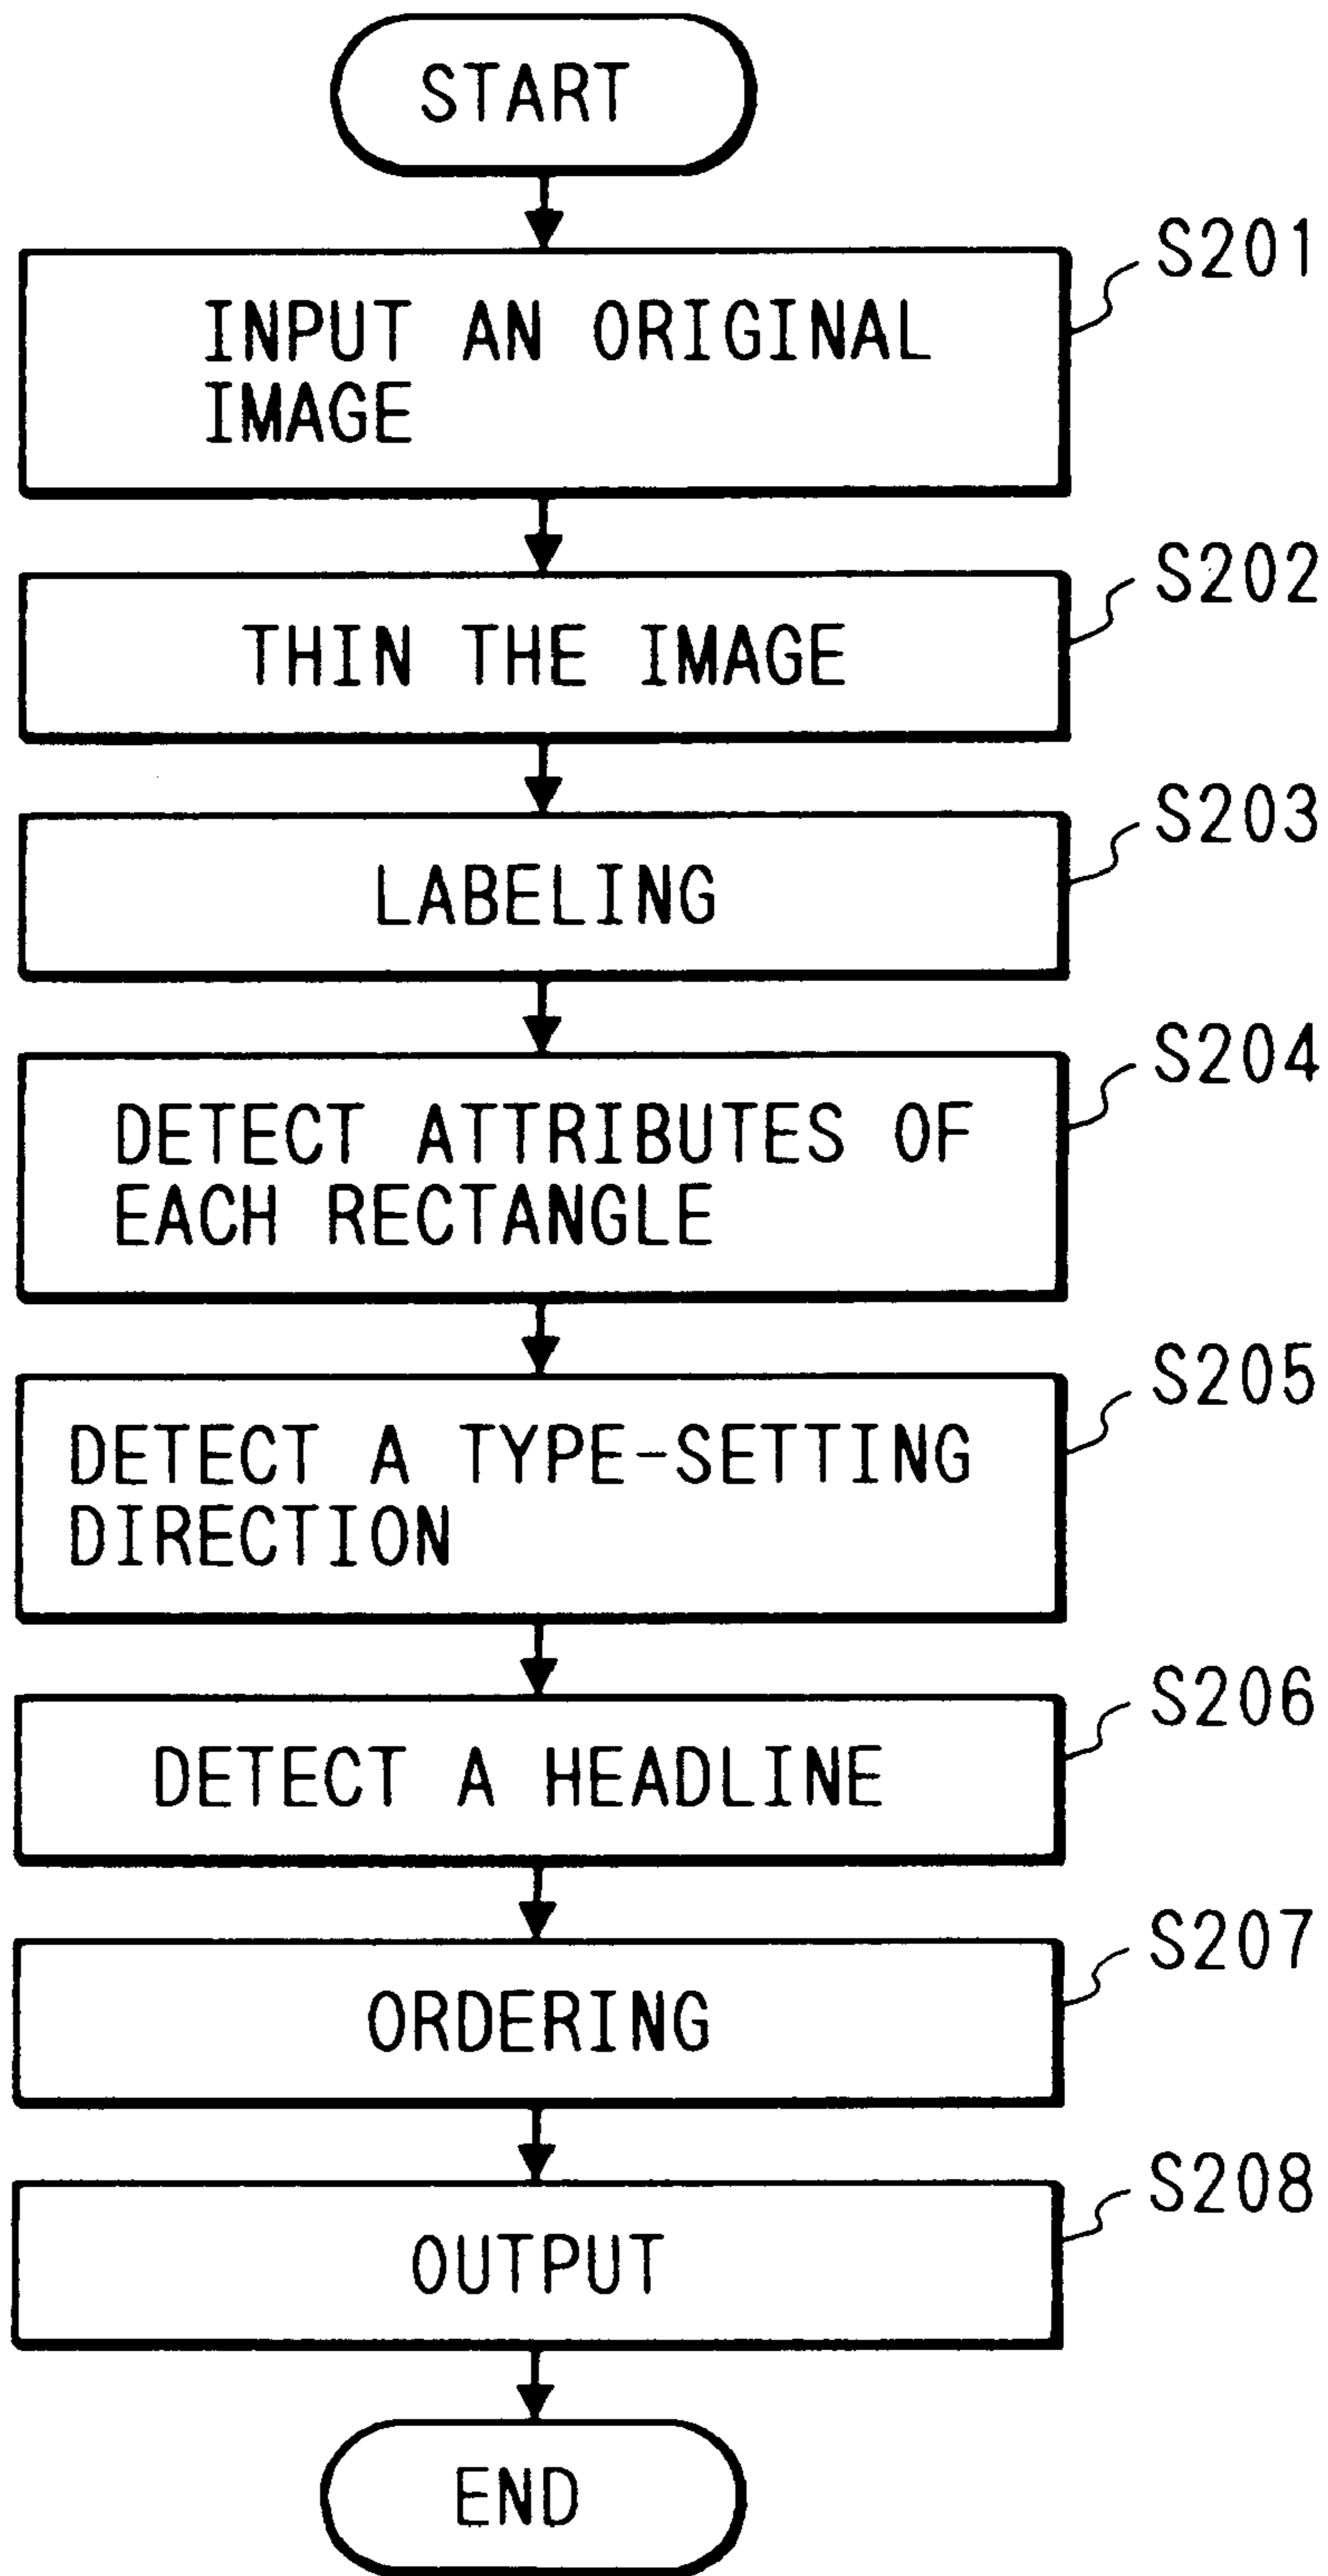 START
S201
INPUT AN ORIGINAL
IMAGE
S202
THIN THE IMAGE
S203
LABELING
S204
DETECT ATTRIBUTES OF
EACH RECTANGLE
S205
DETECT A TYPE-SETTING
DIRECTION
S206
DETECT A HEADLINE
S207
ORDERING
S208
OUTPUT
END